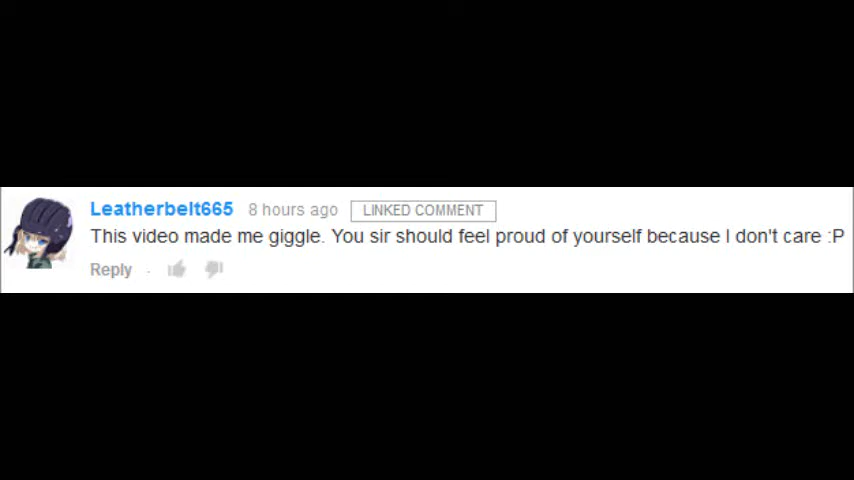 Leatherbelt665 8 hours ago LINKED COMMENT
This video made me giggle. You sir should feel proud of yourself because I don't care :P
Reply ·